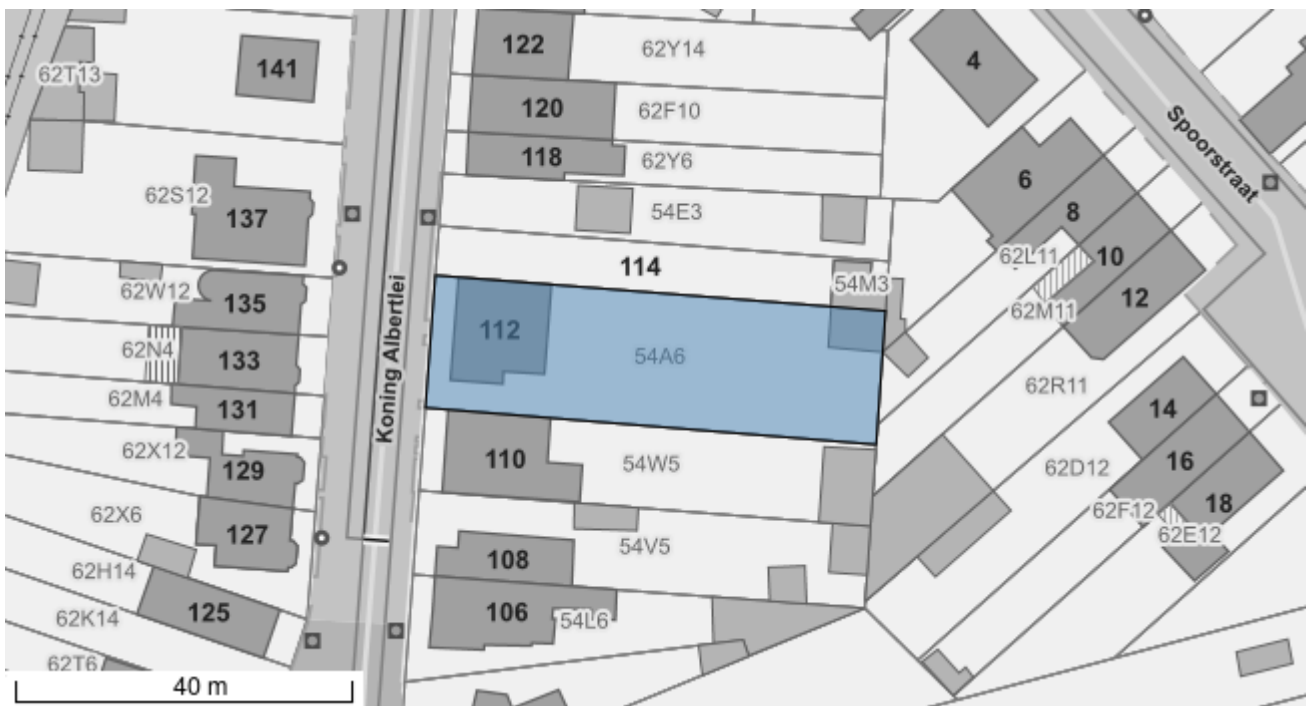 122
62Y14
4
141
62T13
120
62F10
Spoorstraat
118
62Y6
6
62S12
137
54E3
8
62L11
10
114
54M3
62W12
135
Koning Albertlei
62M11
12
112
54A6
62N4
133
62R11
62M4
131
14
62X12
129
110
54W5
62D12
16
62X6
127
62F12
18
62E12
54V5
108
62H14
125
106
54L6
62K14
62T6
40 m